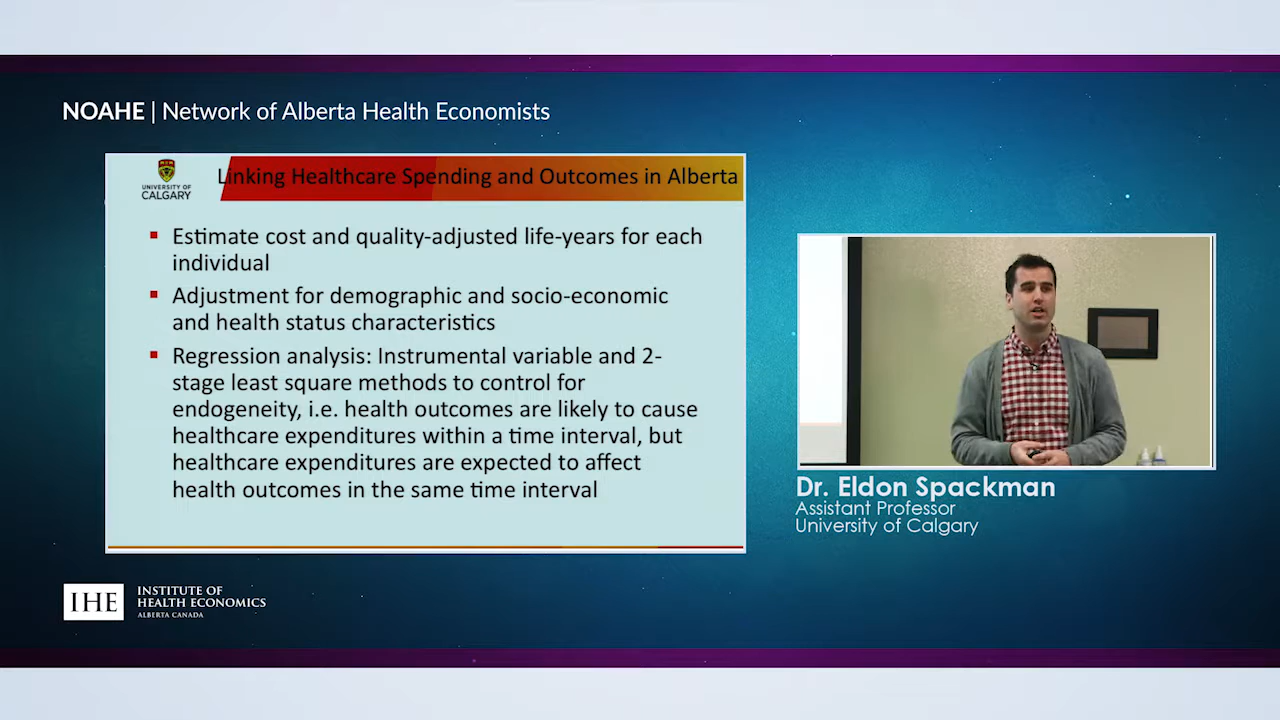 NOAHE | Network of Alberta Health Economists
UNIVERSITY OF
CALGARY
Linking Healthcare Spending and Outcomes in Alberta
Estimate cost and quality-adjusted life-years for each
individual
Adjustment for demographic and socio-economic
and health status characteristics
Regression analysis: Instrumental variable and 2-
stage least square methods to control for
endogeneity, i.e. health outcomes are likely to cause
healthcare expenditures within a time interval, but
healthcare expenditures are expected to affect
health outcomes in the same time interval
Dr. Eldon Spackman
Assistant Professor
University of Calgary
IHE
INSTITUTE OF
HEALTH ECONOMICS
ALBERTA CANADA